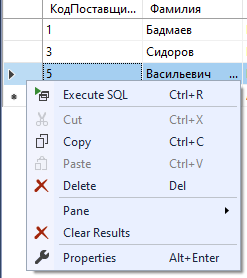 КодПоставщи... Фамилия
1 Бадмаев
3 Сидоров
5 Васильевич ...
Execute SQL Ctrl+R
Cut Ctrl+X
Copy Ctrl+C
Paste Ctrl+V
Delete Del
Pane
Clear Results
Properties Alt+Enter